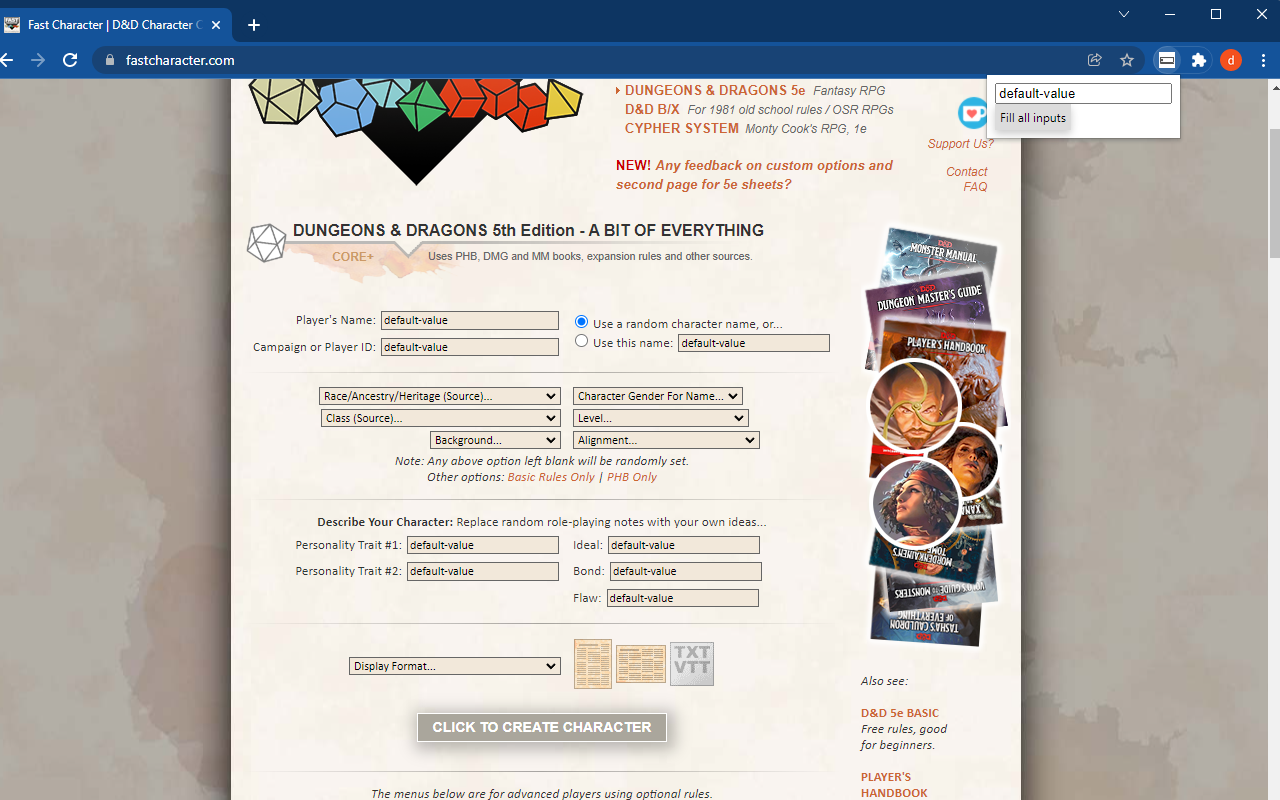 Fast Character | D&D Character C
fastcharacter.com
d
default-value
Fill all inputs
DUNGEONS & DRAGONS 5e Fantasy RPG
D&D B/X For 1981 old school rules / OSR RPGs
CYPHER SYSTEM Monty Cook's RPG, 1e
NEW! Any feedback on custom options and
second page for 5e sheets?
Support Us?
Contact
FAQ
DUNGEONS & DRAGONS 5th Edition - A BIT OF EVERYTHING
CORE+ Uses PHB, DMG and MM books, expansion rules and other sources.
Player's Name: default-value
Use a random character name, or...
Campaign or Player ID: default-value
Use this name: default-value
Race/Ancestry/Heritage (Source)... Character Gender For Name...
Class (Source)... Level...
Background... Alignment...
Note: Any above option left blank will be randomly set.
Other options: Basic Rules Only | PHB Only
Describe Your Character: Replace random role-playing notes with your own ideas...
Personality Trait #1: default-value Ideal: default-value
Personality Trait #2: default-value Bond: default-value
Flaw: default-value
Display Format...
TXT
VTT
CLICK TO CREATE CHARACTER
The menus below are for advanced players using optional rules.
D&D
MONSTER MANUAL
D&D
DUNGEON MASTER'S GUIDE
D&D
PLAYER'S HANDBOOK
XANA
MORDENKAINEN'S
TOME
VOLO'S GUIDE TO MONSTERS
TASHA'S CAULDRON
OF EVERYTHING
Also see:
D&D 5e BASIC
Free rules, good
for beginners.
PLAYER'S
HANDBOOK